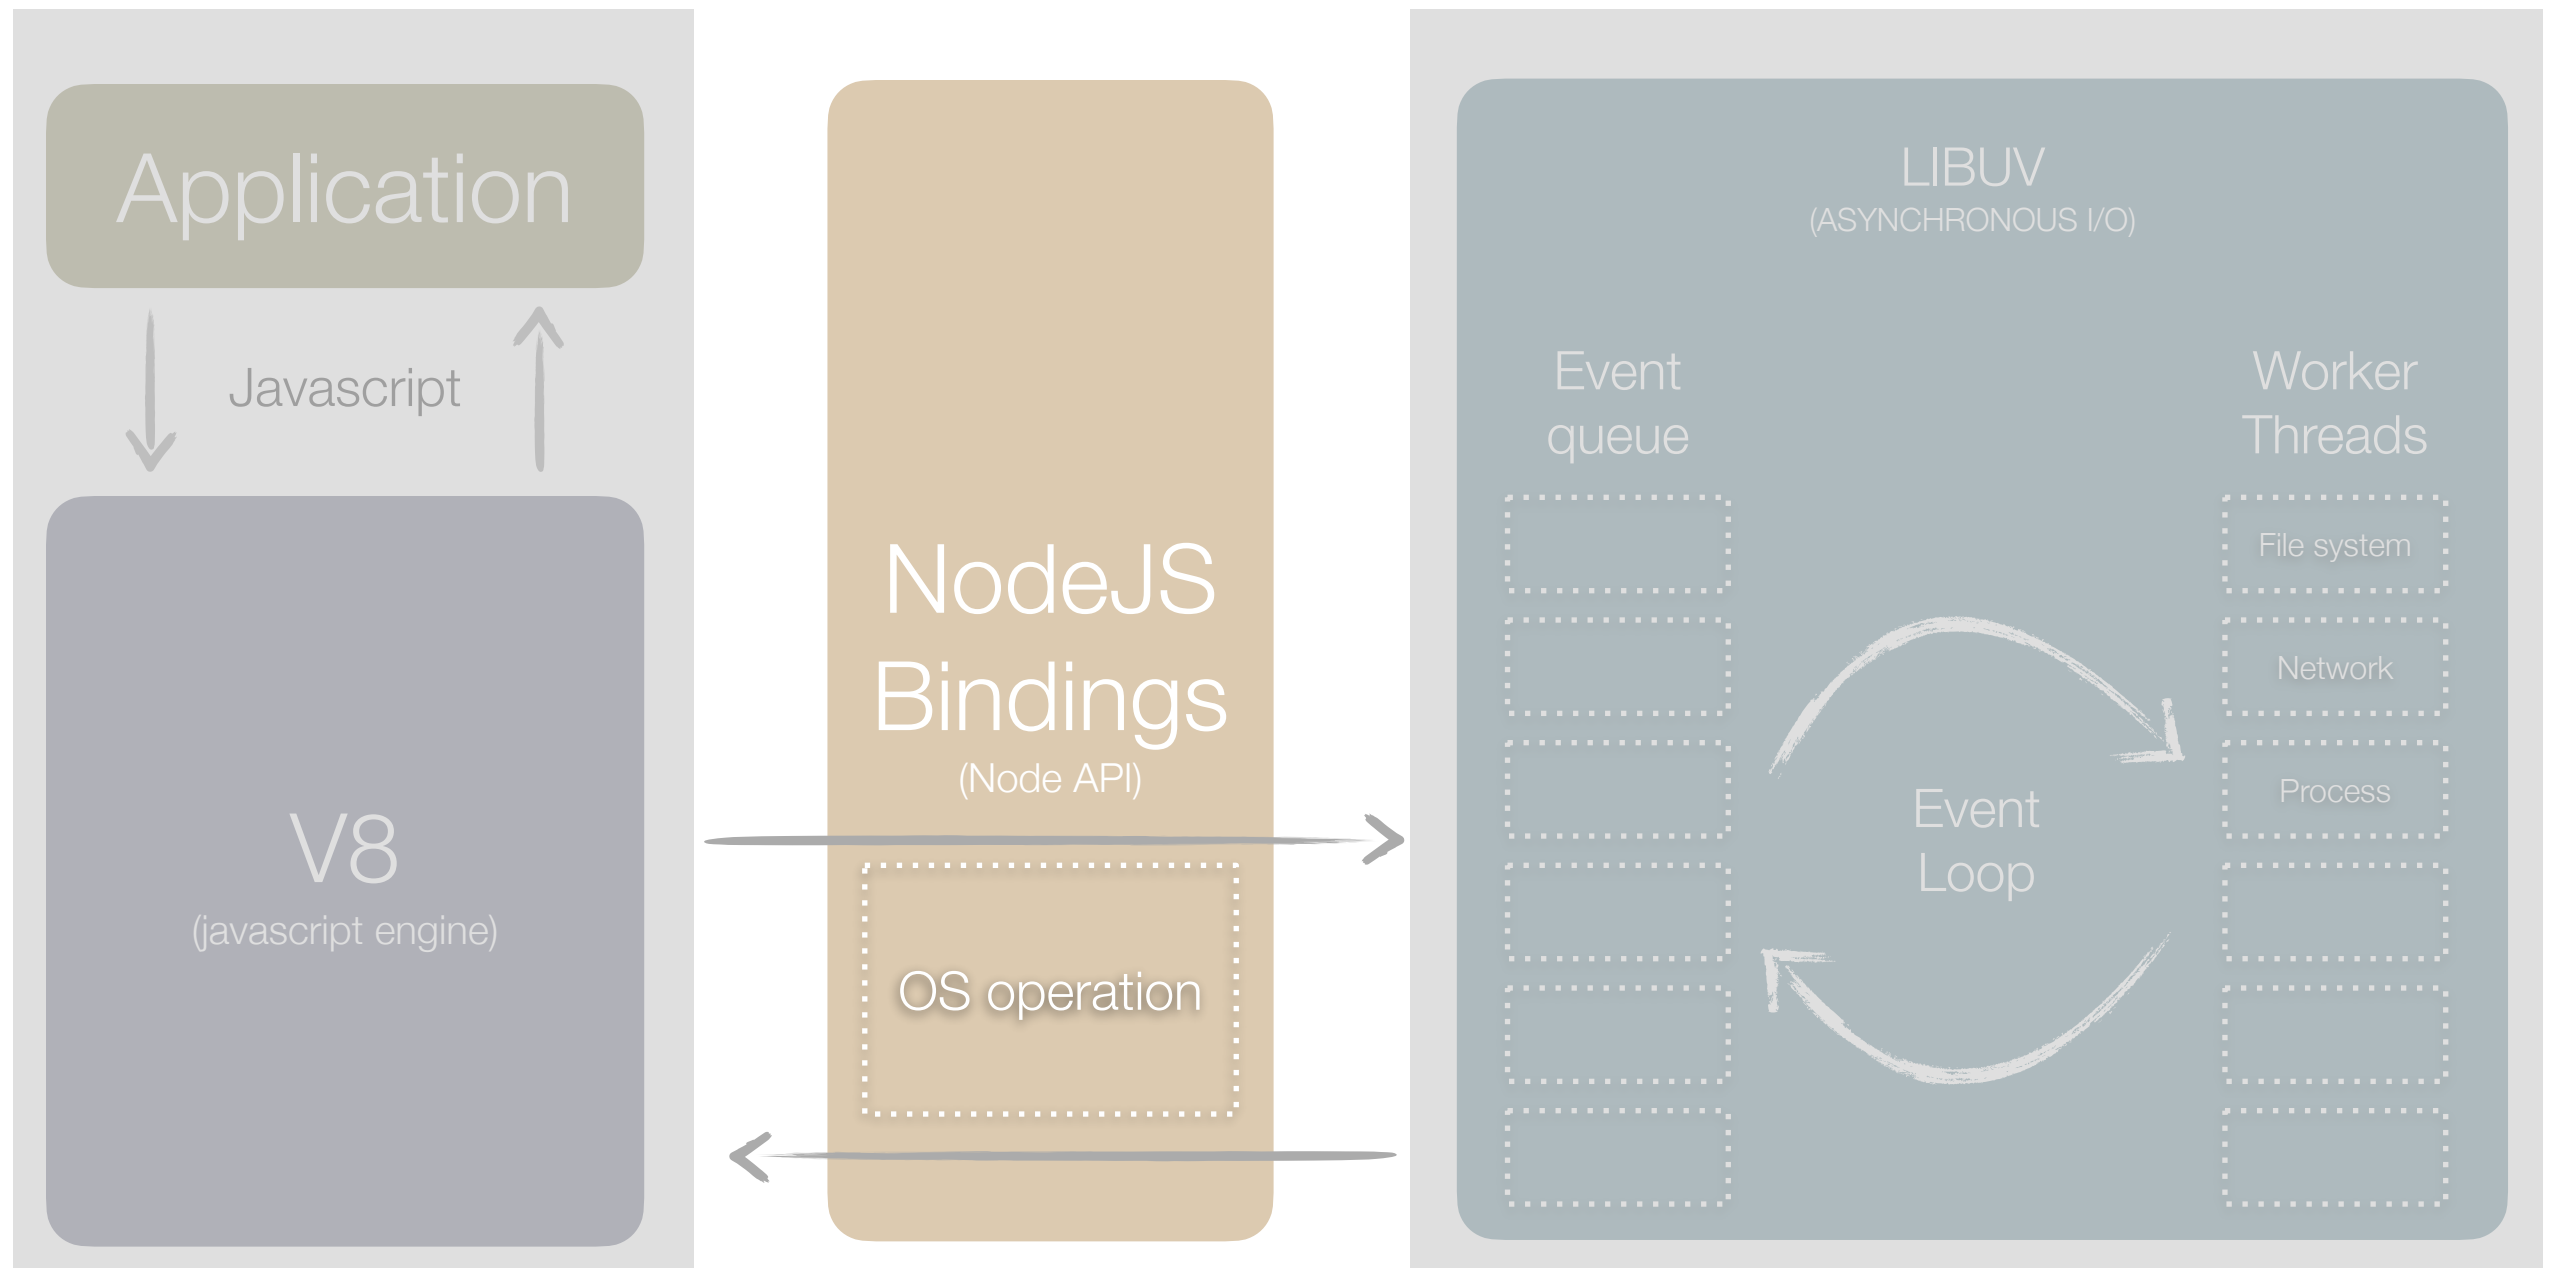 Application
Javascript
V8
(javascript engine)
NodeJS
Bindings
(Node API)
OS operation
LIBUV
(ASYNCHRONOUS I/O)
Event
queue
Event
Loop
Worker
Threads
File system
Network
Process